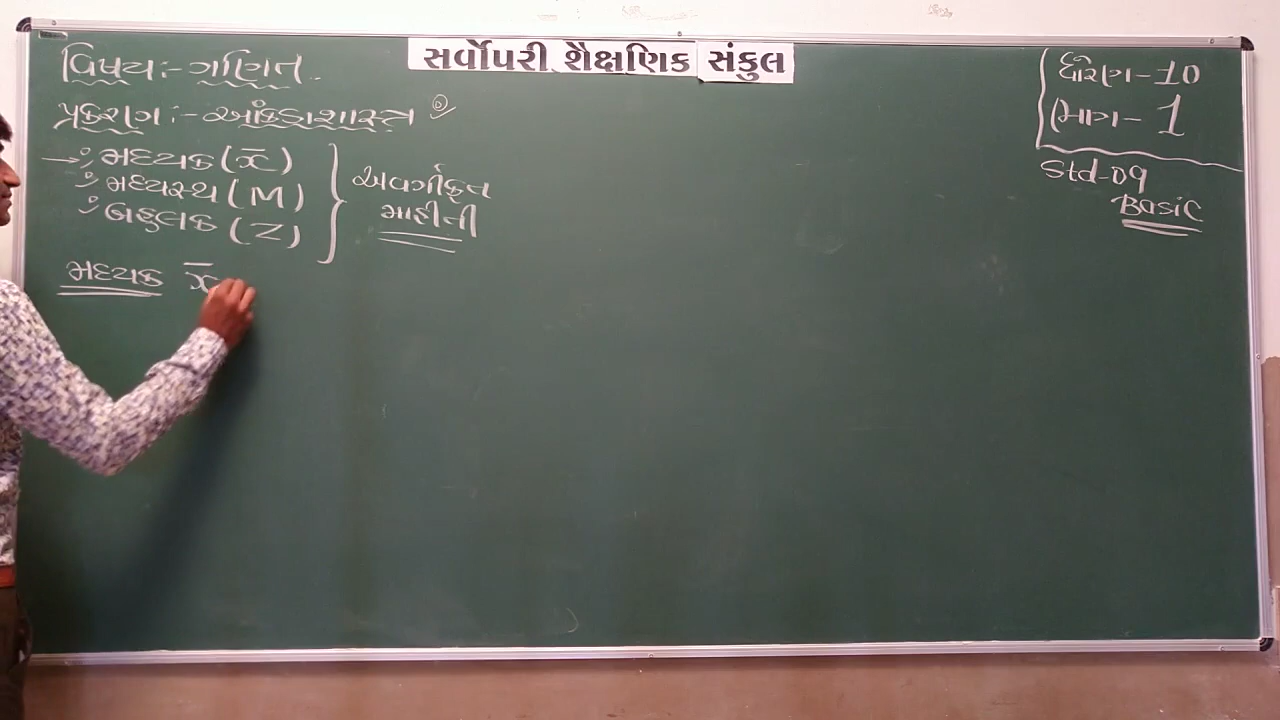 સર્વોપરી શૈક્ષણિક સંકુલ
વિષય:- ગણિત
પ્રકરણ:- આંકડાશાસ્ત્ર
→ મધ્યક (x̄)
મધ્યસ્થ (M)
બહુલક (Z)
અવર્ગીકૃત
માહીતી
મધ્યક x̄
ધોરણ - 10
ભાગ - 1
Std-09
Basic